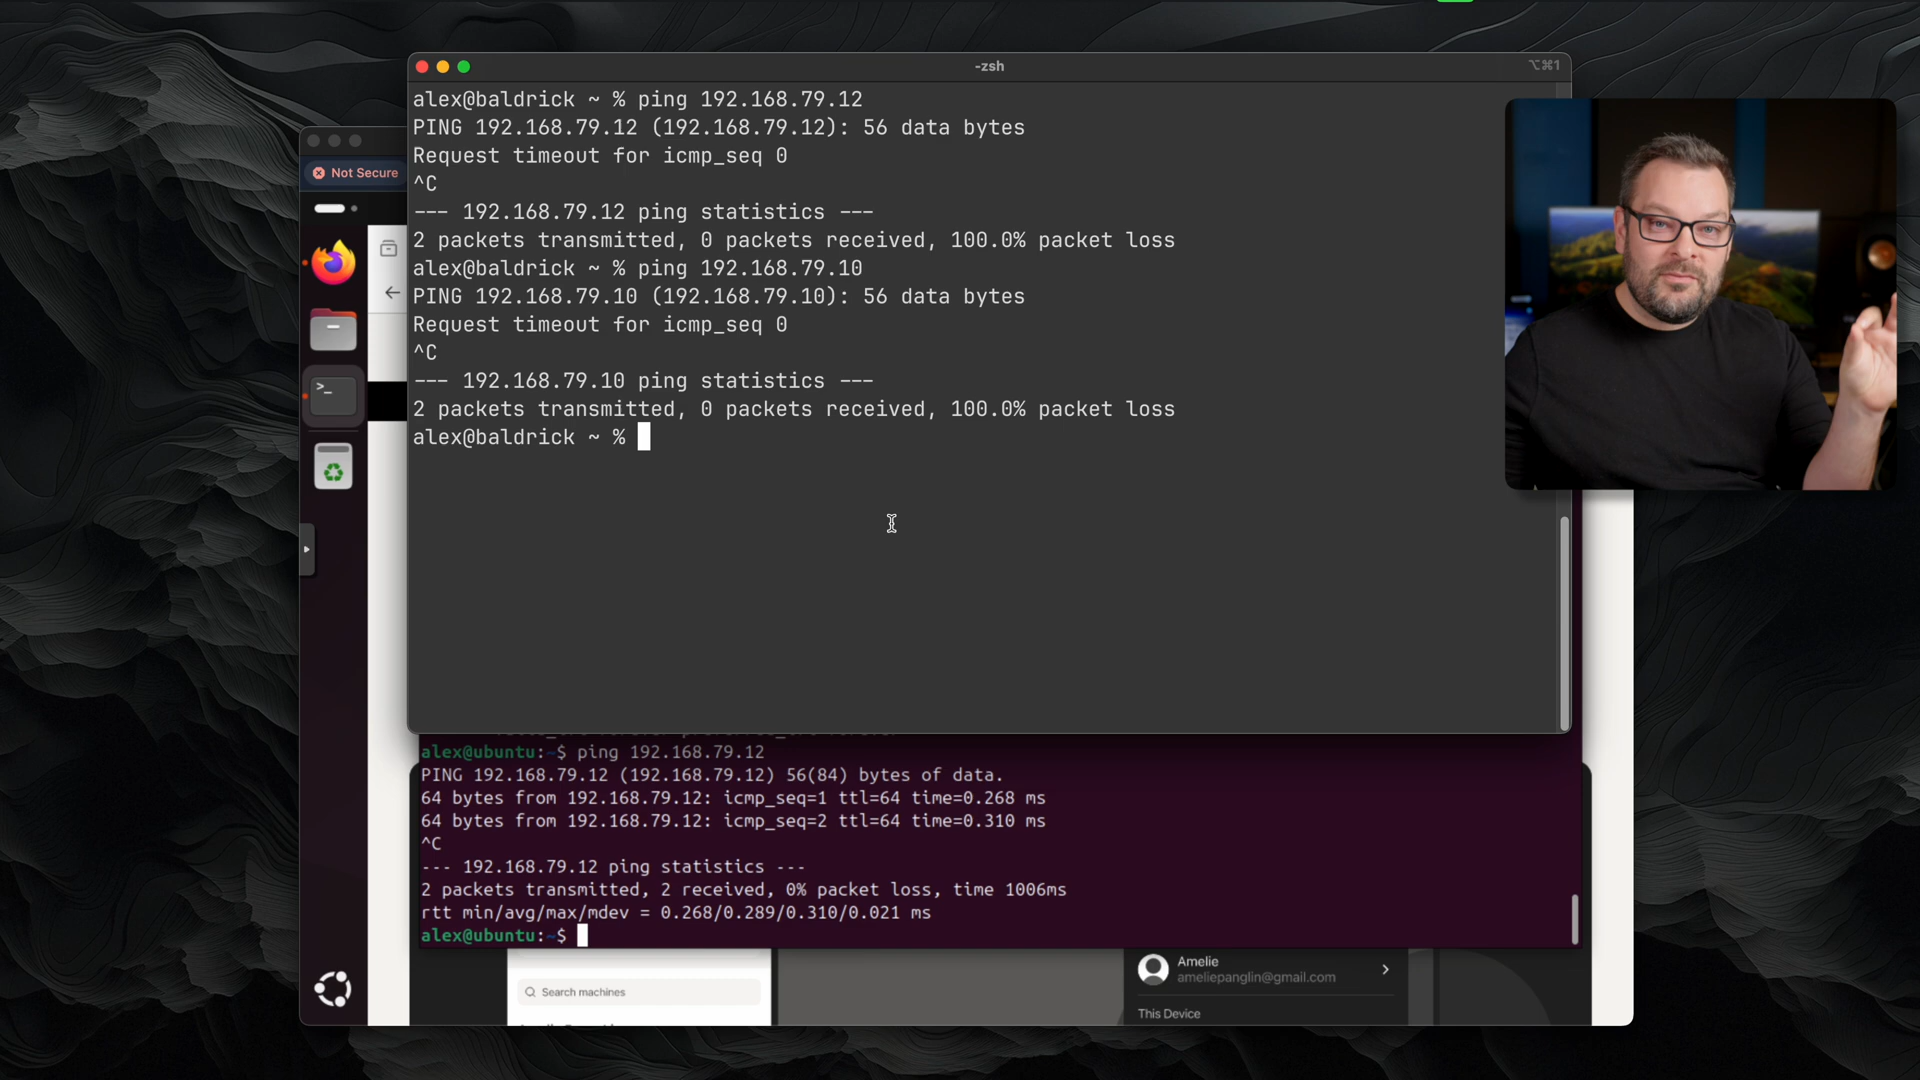 -zsh
⌥⌘1
alex@baldrick ~ % ping 192.168.79.12
PING 192.168.79.12 (192.168.79.12): 56 data bytes
Request timeout for icmp_seq 0
^C
--- 192.168.79.12 ping statistics ---
2 packets transmitted, 0 packets received, 100.0% packet loss
alex@baldrick ~ % ping 192.168.79.10
PING 192.168.79.10 (192.168.79.10): 56 data bytes
Request timeout for icmp_seq 0
^C
--- 192.168.79.10 ping statistics ---
2 packets transmitted, 0 packets received, 100.0% packet loss
alex@baldrick ~ %
Not Secure
alex@ubuntu:~$ ping 192.168.79.12
PING 192.168.79.12 (192.168.79.12) 56(84) bytes of data.
64 bytes from 192.168.79.12: icmp_seq=1 ttl=64 time=0.268 ms
64 bytes from 192.168.79.12: icmp_seq=2 ttl=64 time=0.310 ms
^C
--- 192.168.79.12 ping statistics ---
2 packets transmitted, 2 received, 0% packet loss, time 1006ms
rtt min/avg/max/mdev = 0.268/0.289/0.310/0.021 ms
alex@ubuntu:~$
Search machines
Amelie
ameliepanglin@gmail.com
This Device